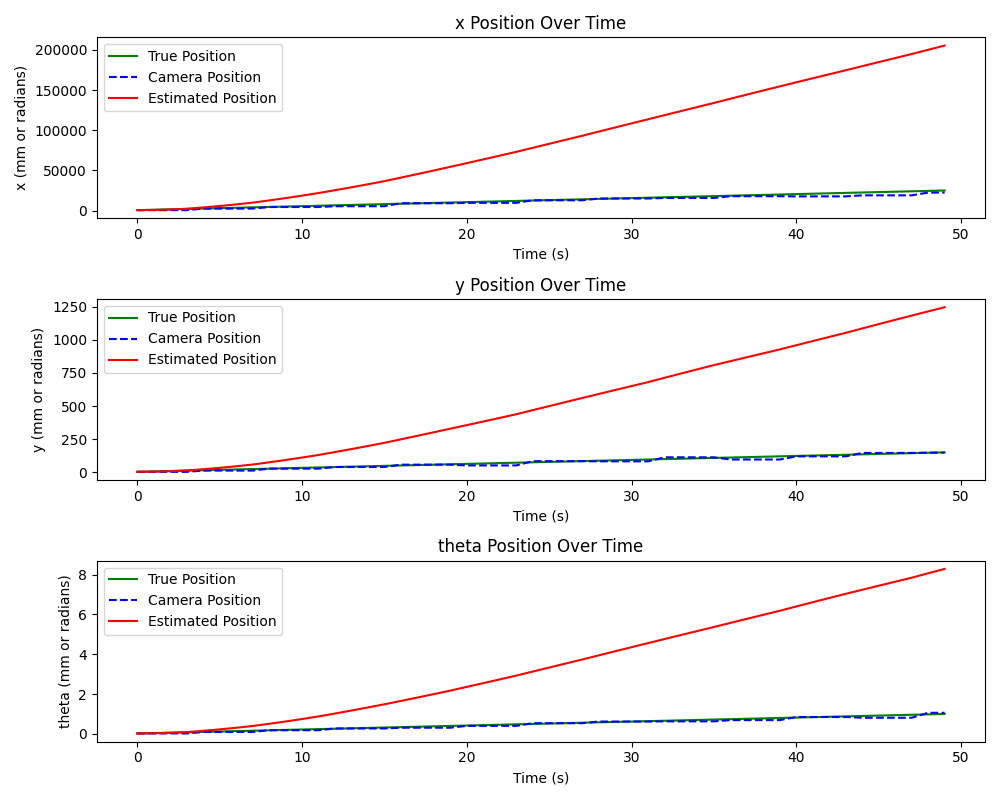 x Position Over Time
True Position
Camera Position
Estimated Position
x (mm or radians)
200000
150000
100000
50000
0
0 10 20 30 40 50
Time (s)
y Position Over Time
True Position
Camera Position
Estimated Position
y (mm or radians)
1250
1000
750
500
250
0
0 10 20 30 40 50
Time (s)
theta Position Over Time
True Position
Camera Position
Estimated Position
theta (mm or radians)
8
6
4
2
0
0 10 20 30 40 50
Time (s)